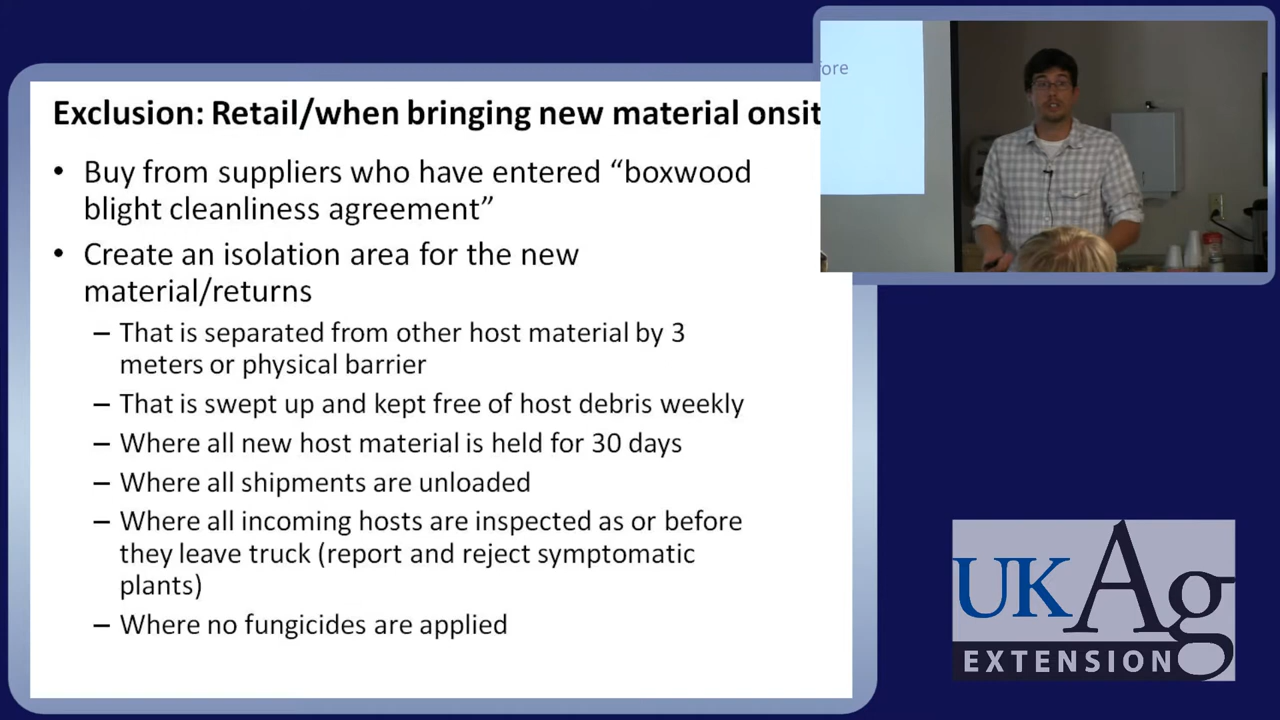 Exclusion: Retail/when bringing new material onsit
• Buy from suppliers who have entered “boxwood
blight cleanliness agreement”
• Create an isolation area for the new
material/returns
– That is separated from other host material by 3
meters or physical barrier
– That is swept up and kept free of host debris weekly
– Where all new host material is held for 30 days
– Where all shipments are unloaded
– Where all incoming hosts are inspected as or before
they leave truck (report and reject symptomatic
plants)
– Where no fungicides are applied
fore
UKAg
EXTENSION